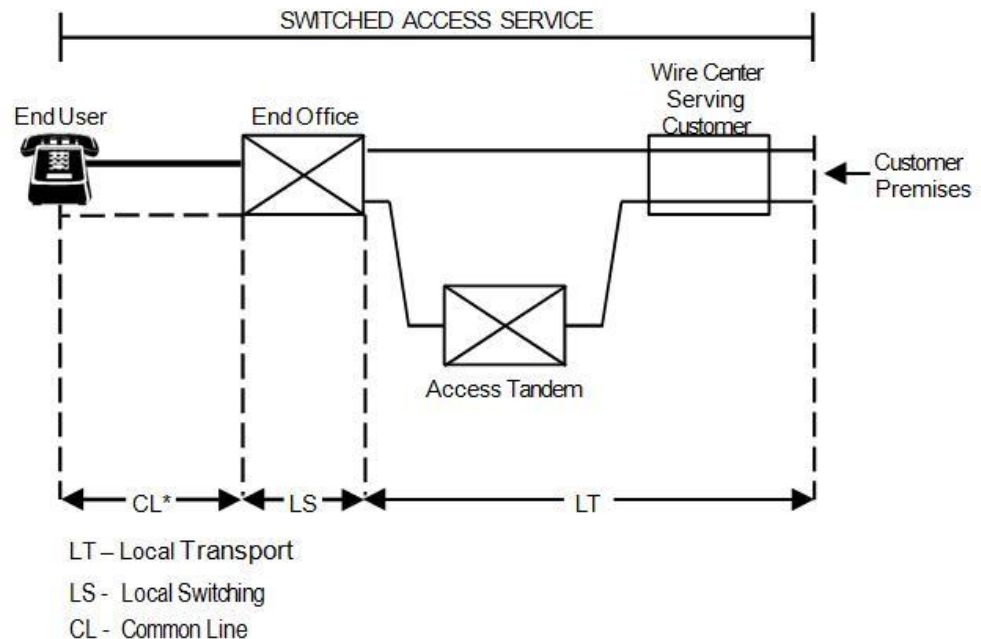 SWITCHED ACCESS SERVICE
Wire Center
Serving
Customer
End User
End Office
Customer
Premises
Access Tandem
CL*
LS
LT
LT – Local Transport
LS - Local Switching
CL - Common Line